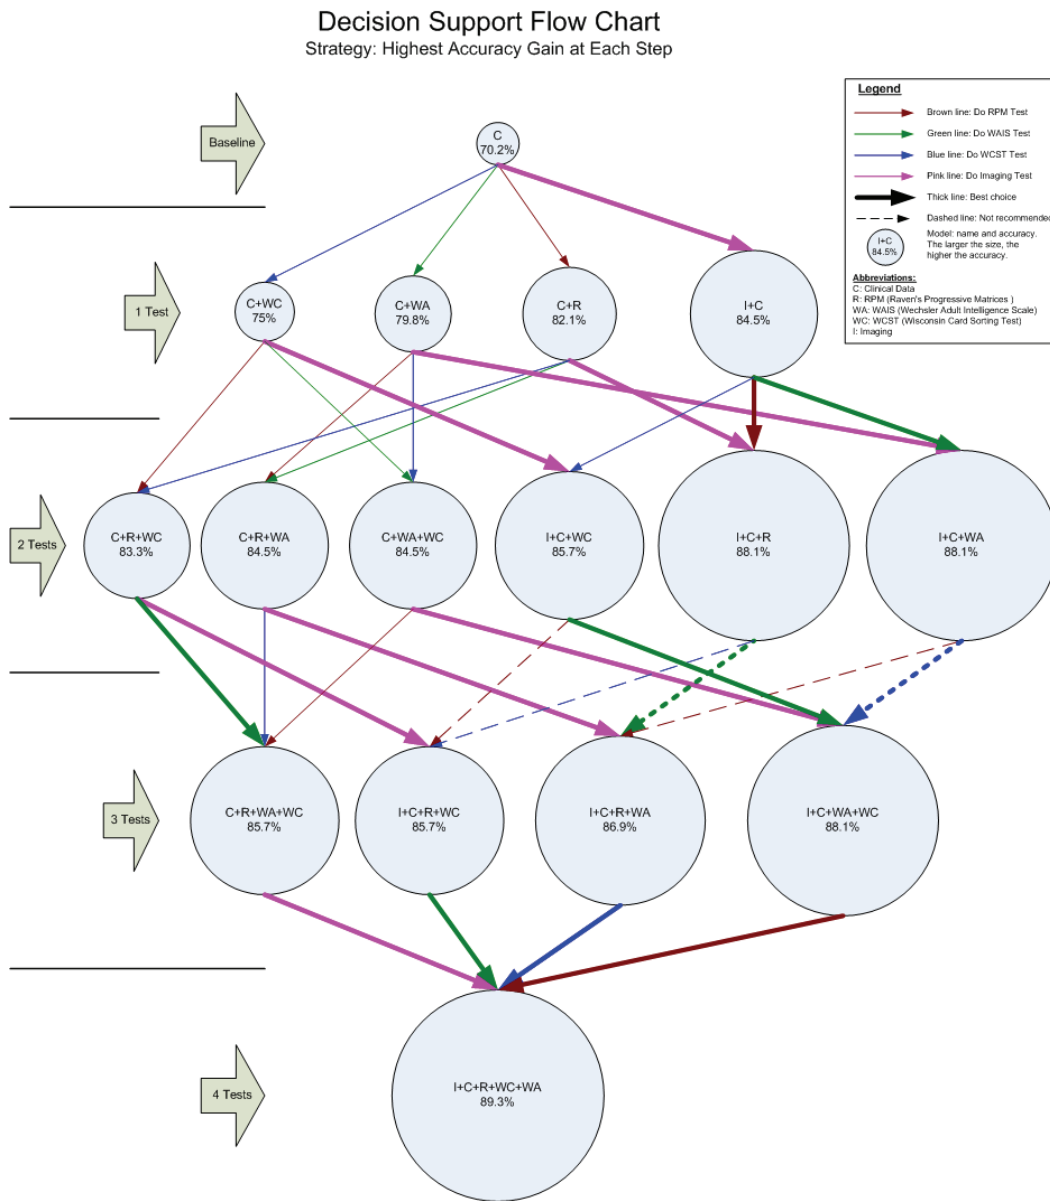 Decision Support Flow Chart
Strategy: Highest Accuracy Gain at Each Step
Legend
Brown line: Do RPM Test
Green line: Do WAIS Test
Blue line: Do WCST Test
Pink line: Do Imaging Test
Thick line: Best choice
Dashed line: Not recommended
I+C
84.5%
Model: name and accuracy.
The larger the size, the
higher the accuracy.
Abbreviations:
C: Clinical Data
R: RPM (Raven's Progressive Matrices )
WA: WAIS (Wechsler Adult Intelligence Scale)
WC: WCST (Wisconsin Card Sorting Test)
I: Imaging
Baseline
C
70.2%
1 Test
C+WC
75%
C+WA
79.8%
C+R
82.1%
I+C
84.5%
2 Tests
C+R+WC
83.3%
C+R+WA
84.5%
C+WA+WC
84.5%
I+C+WC
85.7%
I+C+R
88.1%
I+C+WA
88.1%
3 Tests
C+R+WA+WC
85.7%
I+C+R+WC
85.7%
I+C+R+WA
86.9%
I+C+WA+WC
88.1%
4 Tests
I+C+R+WC+WA
89.3%